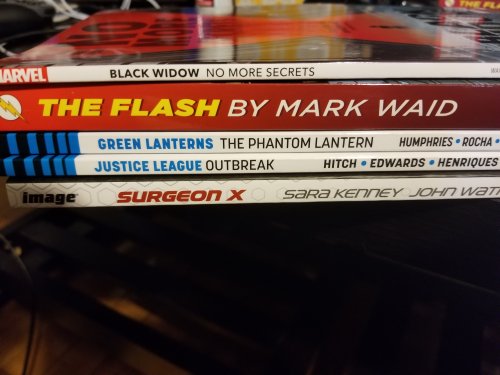 MARVEL BLACK WIDOW NO MORE SECRETS
THE FLASH BY MARK WAID
GREEN LANTERNS THE PHANTOM LANTERN HUMPHRIES • ROCHA •
JUSTICE LEAGUE OUTBREAK HITCH • EDWARDS • HENRIQUES
image SURGEON X SARA KENNEY JOHN WAT